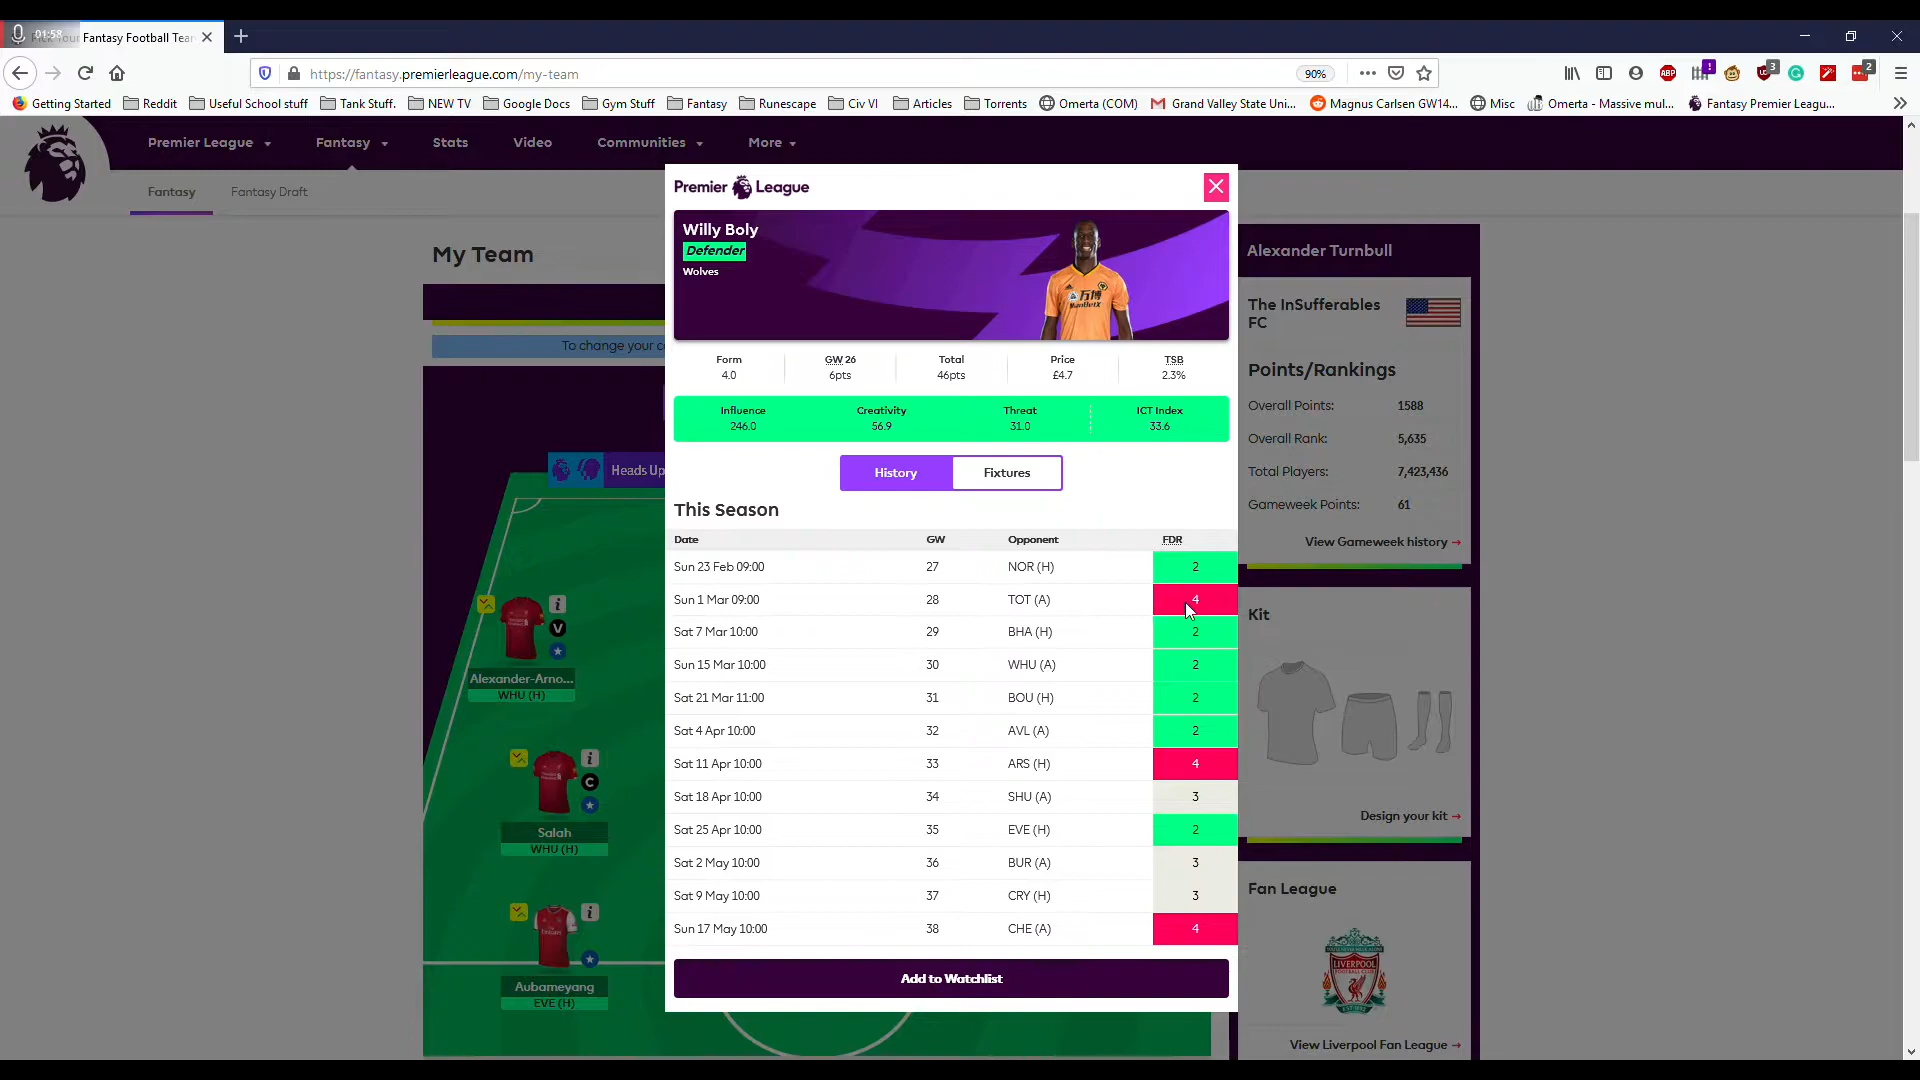 01:58
Fantasy Football Tea
https://fantasy.premierleague.com/my-team
90%
Getting Started Reddit Useful School stuff Tank Stuff. NEW TV Google Docs Gym Stuff Fantasy Runescape Civ VI Articles Torrents Omerta (COM) Grand Valley State Uni... Magnus Carlsen GW14... Misc Omerta - Massive mul... Fantasy Premier Leagu...
Premier League Fantasy Stats Video Communities More
Fantasy Fantasy Draft
My Team
To change your c
Heads Up
Alexander-Arno...
WHU (H)
Salah
WHU (H)
Aubameyang
EVE (H)
Premier League
Willy Boly
Defender
Wolves
Form GW 26 Total Price TSB
4.0 6pts 46pts £4.7 2.3%
Influence Creativity Threat ICT Index
246.0 56.9 31.0 33.6
History Fixtures
This Season
Date GW Opponent FDR
Sun 23 Feb 09:00 27 NOR (H) 2
Sun 1 Mar 09:00 28 TOT (A) 4
Sat 7 Mar 10:00 29 BHA (H) 2
Sun 15 Mar 10:00 30 WHU (A) 2
Sat 21 Mar 11:00 31 BOU (H) 2
Sat 4 Apr 10:00 32 AVL (A) 2
Sat 11 Apr 10:00 33 ARS (H) 4
Sat 18 Apr 10:00 34 SHU (A) 3
Sat 25 Apr 10:00 35 EVE (H) 2
Sat 2 May 10:00 36 BUR (A) 3
Sat 9 May 10:00 37 CRY (H) 3
Sun 17 May 10:00 38 CHE (A) 4
Add to Watchlist
Alexander Turnbull
The InSufferables
FC
Points/Rankings
Overall Points: 1588
Overall Rank: 5,635
Total Players: 7,423,436
Gameweek Points: 61
View Gameweek history →
Kit
Design your kit →
Fan League
View Liverpool Fan League →